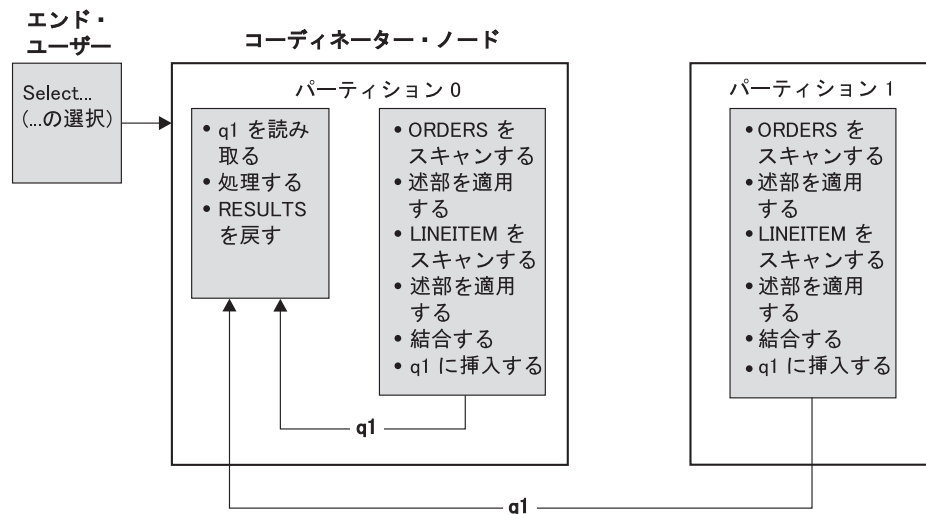 エンド・
ユーザー
コーディネーター・ノード
Select...
(...の選択)
パーティション 0
• q1 を読み
取る
• 処理する
• RESULTS
を戻す
• ORDERS を
スキャンする
• 述部を適用
する
• LINEITEM を
スキャンする
• 述部を適用
する
• 結合する
• q1 に挿入する
パーティション 1
• ORDERS を
スキャンする
• 述部を適用
する
• LINEITEM を
スキャンする
• 述部を適用
する
• 結合する
• q1 に挿入する
q1
q1